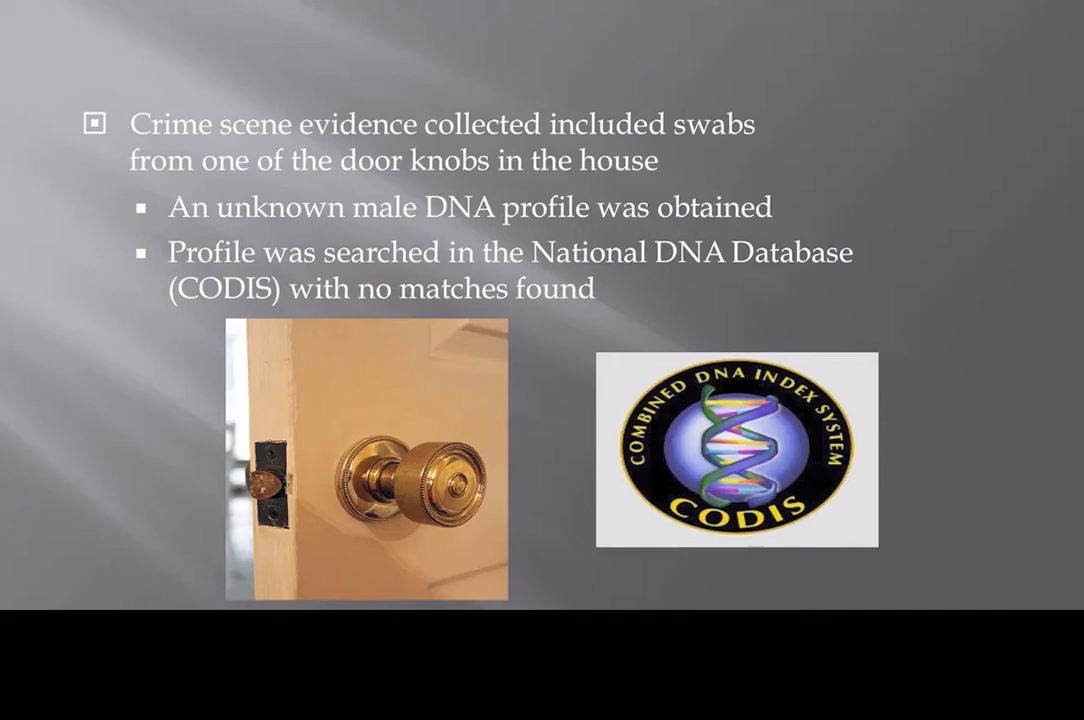 Crime scene evidence collected included swabs
from one of the door knobs in the house
An unknown male DNA profile was obtained
Profile was searched in the National DNA Database
(CODIS) with no matches found
COMBINED DNA INDEX SYSTEM
CODIS